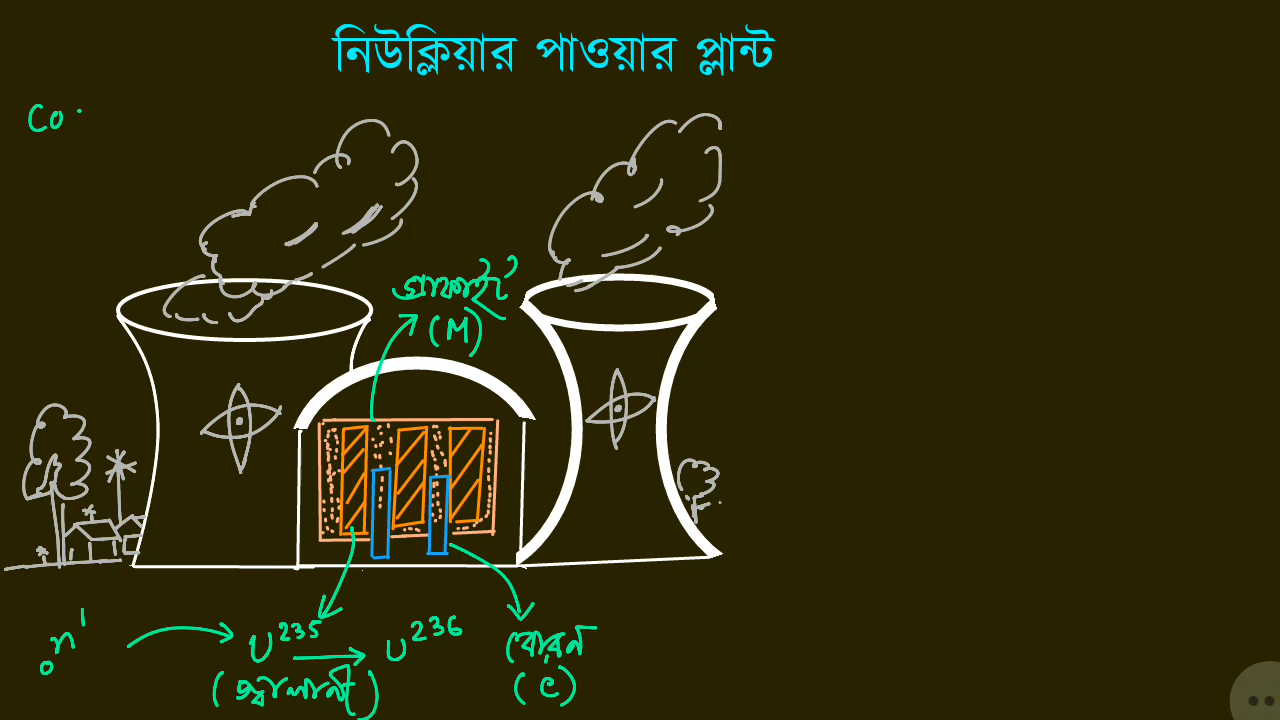 নিউক্লিয়ার পাওয়ার প্লান্ট
Co
গ্রাফাইট
(M)
₀n¹ U²³⁵ U²³⁶ বোরন
(জ্বালানী) (C)